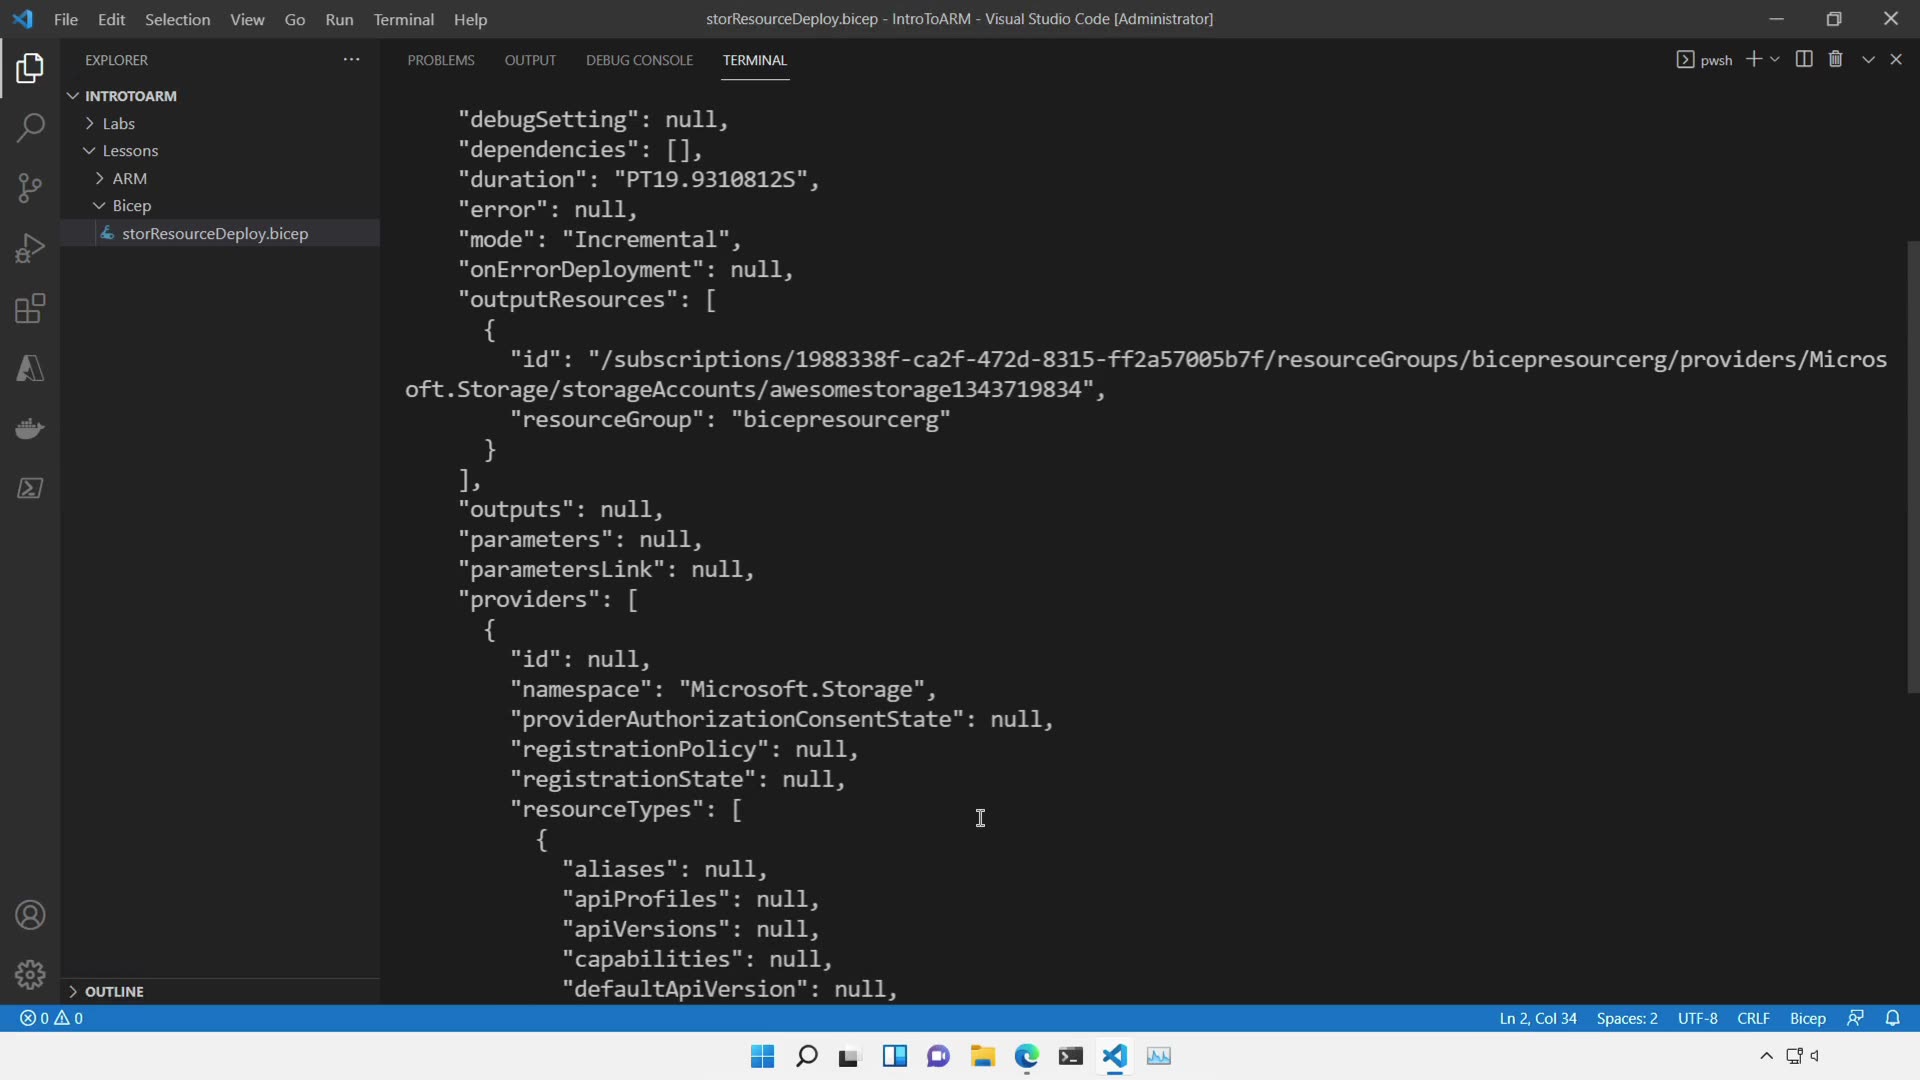 File Edit Selection View Go Run Terminal Help
storResourceDeploy.bicep - IntroToARM - Visual Studio Code [Administrator]
EXPLORER
INTROTOARM
Labs
Lessons
ARM
Bicep
storResourceDeploy.bicep
OUTLINE
PROBLEMS OUTPUT DEBUG CONSOLE TERMINAL
pwsh
"debugSetting": null,
"dependencies": [],
"duration": "PT19.9310812S",
"error": null,
"mode": "Incremental",
"onErrorDeployment": null,
"outputResources": [
{
"id": "/subscriptions/1988338f-ca2f-472d-8315-ff2a57005b7f/resourceGroups/bicepresourcerg/providers/Micros
oft.Storage/storageAccounts/awesomestorage1343719834",
"resourceGroup": "bicepresourcerg"
}
],
"outputs": null,
"parameters": null,
"parametersLink": null,
"providers": [
{
"id": null,
"namespace": "Microsoft.Storage",
"providerAuthorizationConsentState": null,
"registrationPolicy": null,
"registrationState": null,
"resourceTypes": [
{
"aliases": null,
"apiProfiles": null,
"apiVersions": null,
"capabilities": null,
"defaultApiVersion": null,
0 0
Ln 2, Col 34 Spaces: 2 UTF-8 CRLF Bicep